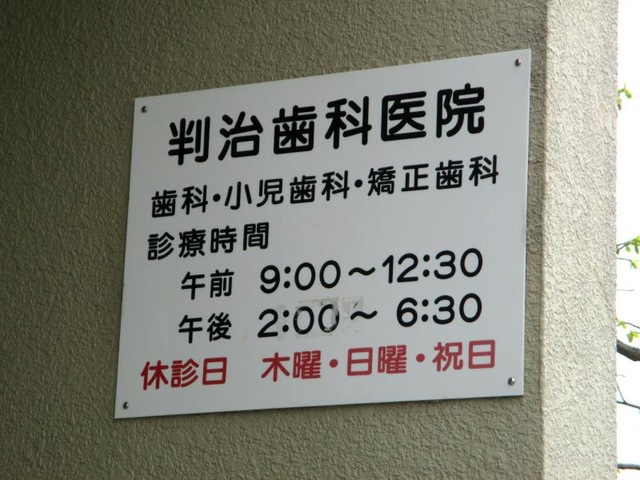 判治歯科医院
歯科・小児歯科・矯正歯科
診療時間
午前 9:00～12:30
午後 2:00～ 6:30
休診日 木曜・日曜・祝日